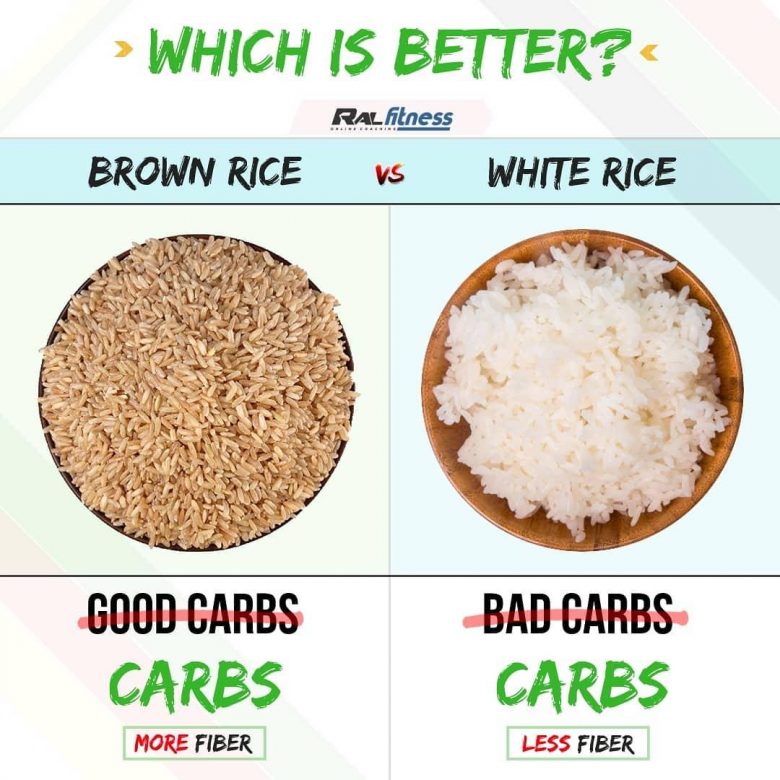 WHICH IS BETTER?
RAL fitness
ONLINE COACHING
BROWN RICE VS WHITE RICE
GOOD CARBS
BAD CARBS
CARBS
CARBS
MORE FIBER
LESS FIBER